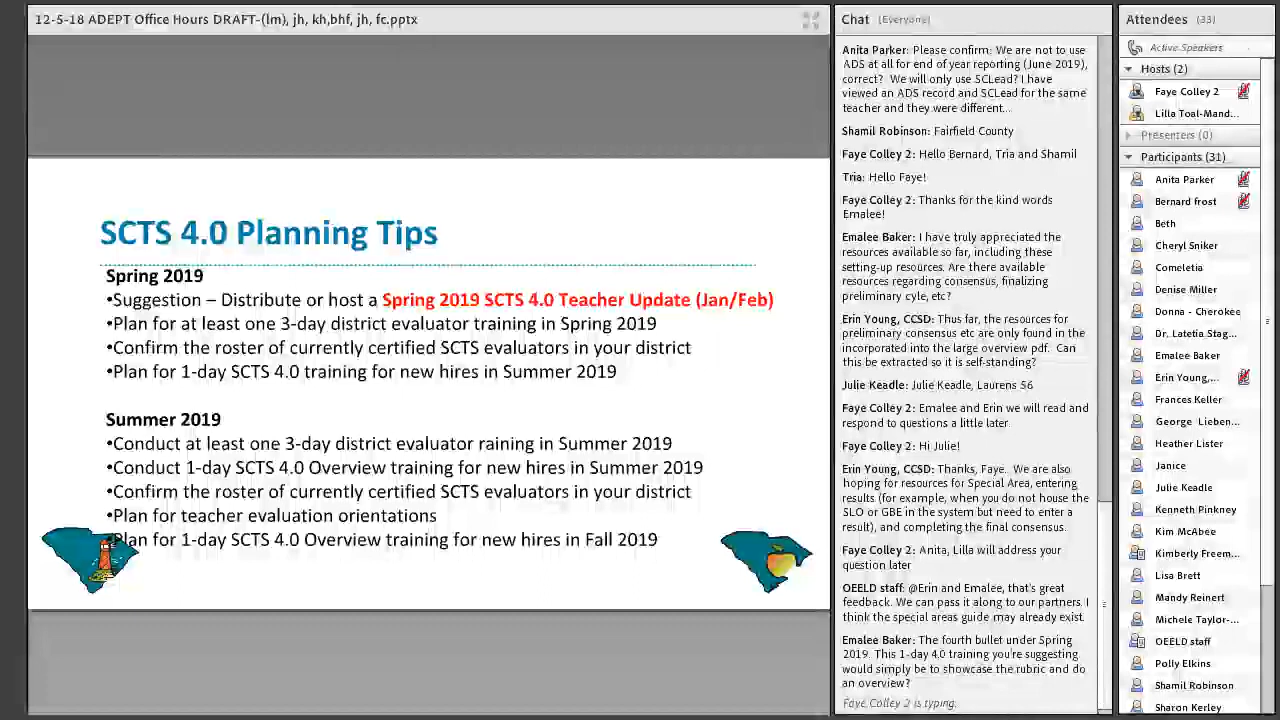 12-5-18 ADEPT Office Hours DRAFT-(lm), jh, kh,bhf, jh, fc.pptx
SCTS 4.0 Planning Tips
Spring 2019
•Suggestion – Distribute or host a Spring 2019 SCTS 4.0 Teacher Update (Jan/Feb)
•Plan for at least one 3-day district evaluator training in Spring 2019
•Confirm the roster of currently certified SCTS evaluators in your district
•Plan for 1-day SCTS 4.0 training for new hires in Summer 2019
Summer 2019
•Conduct at least one 3-day district evaluator raining in Summer 2019
•Conduct 1-day SCTS 4.0 Overview training for new hires in Summer 2019
•Confirm the roster of currently certified SCTS evaluators in your district
•Plan for teacher evaluation orientations
•Plan for 1-day SCTS 4.0 Overview training for new hires in Fall 2019
Chat (Everyone)
Anita Parker: Please confirm: We are not to use
ADS at all for end of year reporting (June 2019),
correct? We will only use SCLead? I have
viewed an ADS record and SCLead for the same
teacher and they were different...
Shamil Robinson: Fairfield County
Faye Colley 2: Hello Bernard, Tria and Shamil
Tria: Hello Faye!
Faye Colley 2: Thanks for the kind words
Emalee!
Emalee Baker: I have truly appreciated the
resources available so far, including these
setting-up resources. Are there available
resources regarding consensus, finalizing
preliminary cyle, etc?
Erin Young, CCSD: Thus far, the resources for
preliminary consensus etc are only found in the
incorporated into the large overview pdf. Can
this be extracted so it is self-standing?
Julie Keadle: Julie Keadle, Laurens 56
Faye Colley 2: Emalee and Erin we will read and
respond to questions a little later.
Faye Colley 2: Hi Julie!
Erin Young, CCSD: Thanks, Faye. We are also
hoping for resources for Special Area, entering
results (for example, when you do not house the
SLO or GBE in the system but need to enter a
result), and completing the final consensus.
Faye Colley 2: Anita, Lilla will address your
question later
OEELD staff: @Erin and Emalee, that's great
feedback. We can pass it along to our partners. I
think the special areas guide may already exist.
Emalee Baker: The fourth bullet under Spring
2019. This 1-day 4.0 training you're suggesting
would simply be to showcase the rubric and do
an overview?
Faye Colley 2 is typing.
Attendees (33)
Active Speakers
Hosts (2)
Faye Colley 2
Lilla Toal-Mand...
Presenters (0)
Participants (31)
Anita Parker
Bernard frost
Beth
Cheryl Sniker
Comeletia
Denise Miller
Donna - Cherokee
Dr. Latetia Stag...
Emalee Baker
Erin Young,...
Frances Keller
George Lieben...
Heather Lister
Janice
Julie Keadle
Kenneth Pinkney
Kim McAbee
Kimberly Freem...
Lisa Brett
Mandy Reinert
Michele Taylor-...
OEELD staff
Polly Elkins
Shamil Robinson
Sharon Kerley